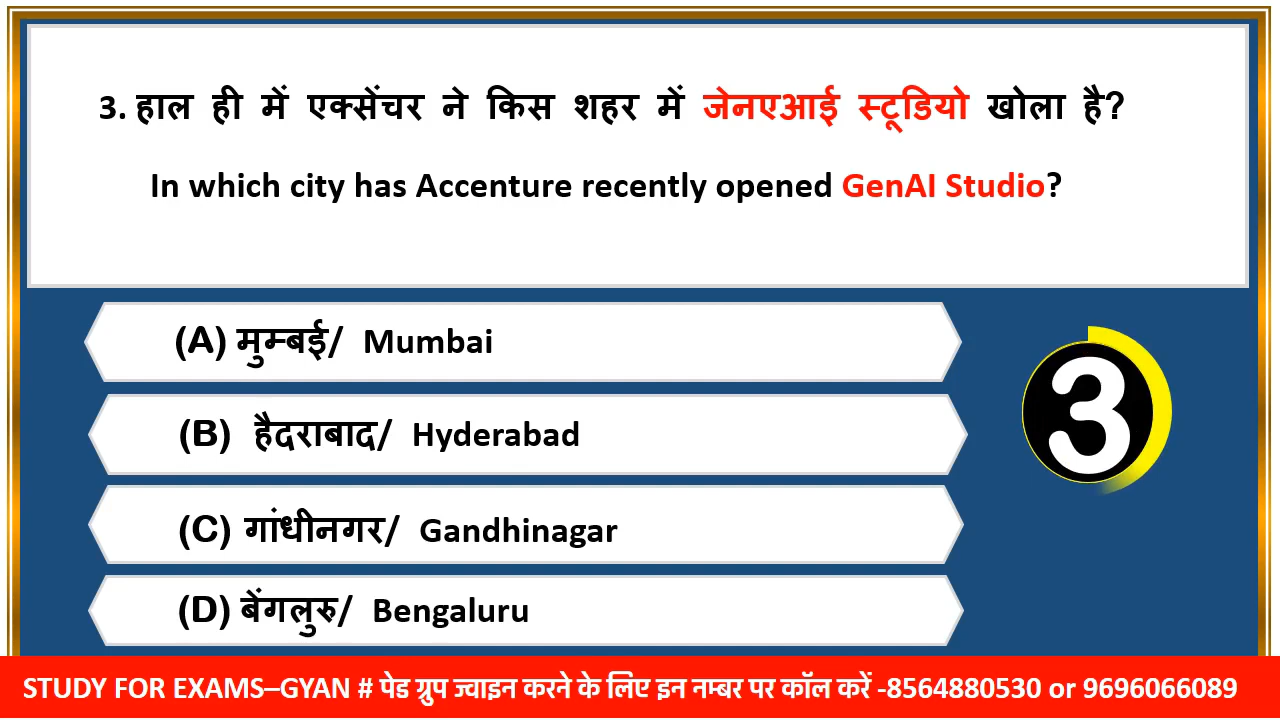 3. हाल ही में एक्सेंचर ने किस शहर में जेनएआई स्टूडियो खोला है?
In which city has Accenture recently opened GenAI Studio?
(A) मुम्बई/ Mumbai
(B) हैदराबाद/ Hyderabad
3
(C) गांधीनगर/ Gandhinagar
(D) बेंगलुरु/ Bengaluru
STUDY FOR EXAMS–GYAN # पेड ग्रुप ज्वाइन करने के लिए इन नम्बर पर कॉल करें -8564880530 or 9696066089